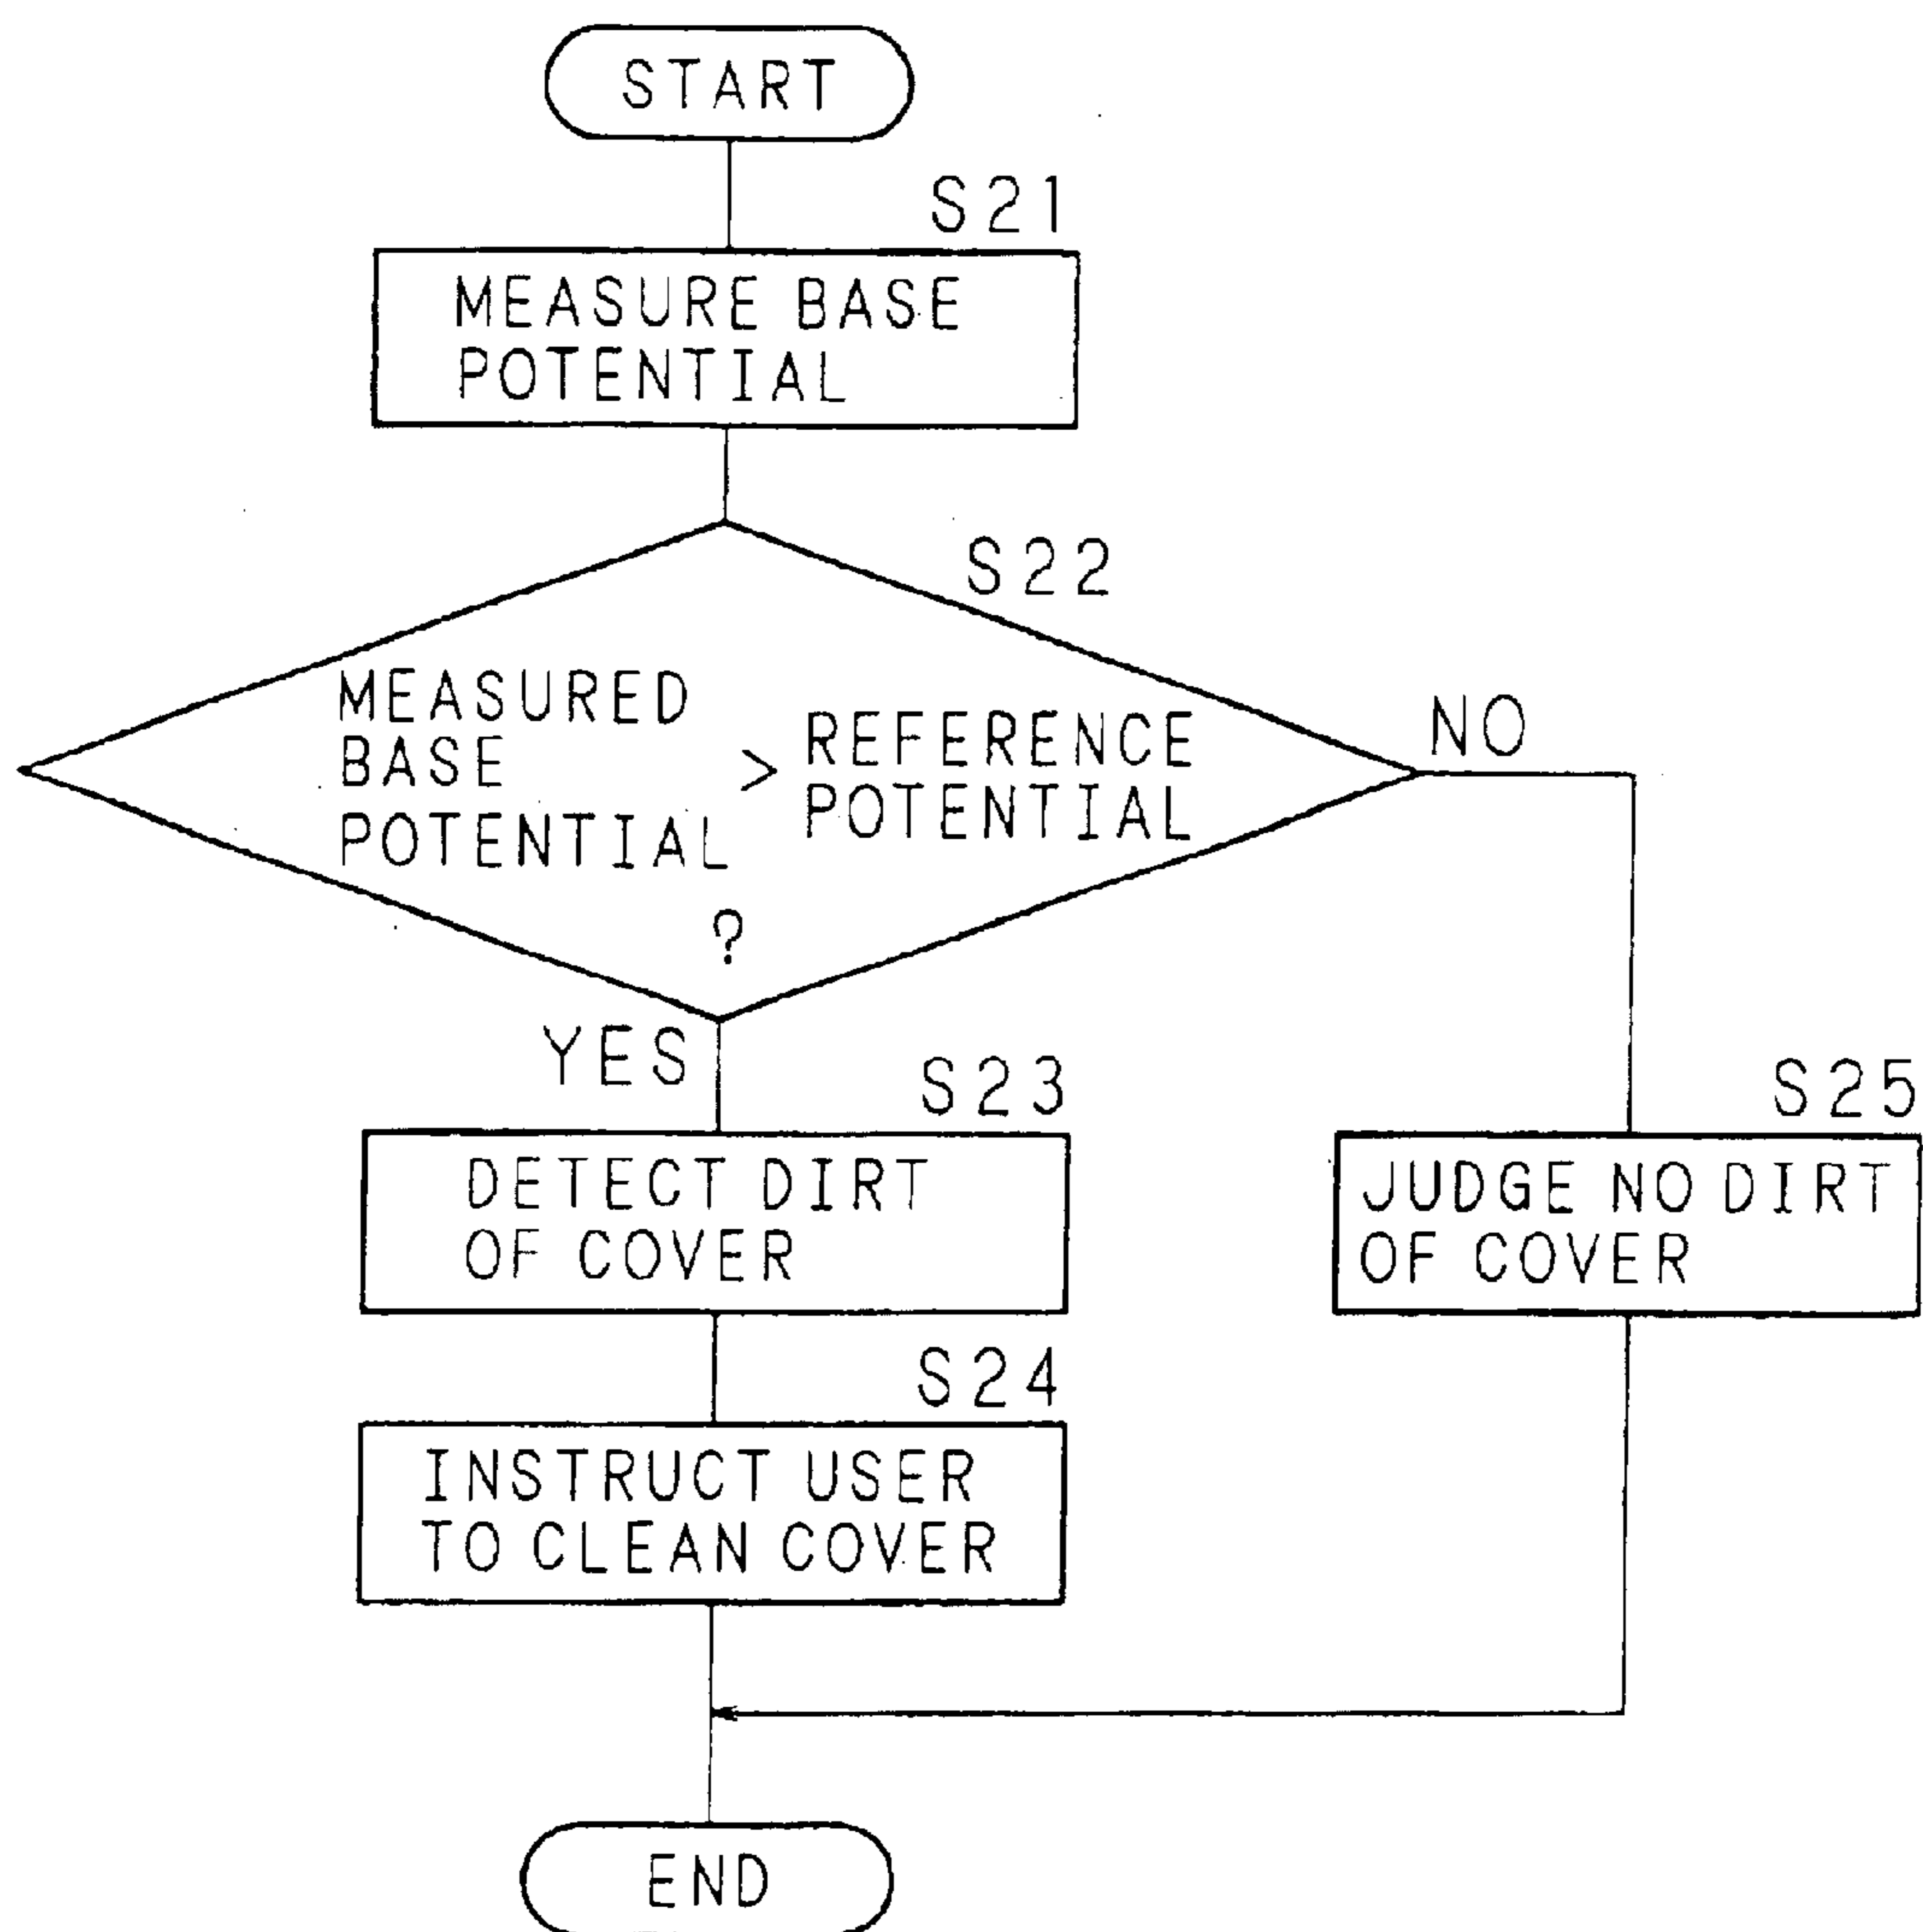 START
S21
MEASURE BASE
POTENTIAL
S22
MEASURED
BASE
POTENTIAL
>
REFERENCE
POTENTIAL
?
NO
YES
S23
DETECT DIRT
OF COVER
S25
JUDGE NO DIRT
OF COVER
S24
INSTRUCT USER
TO CLEAN COVER
END